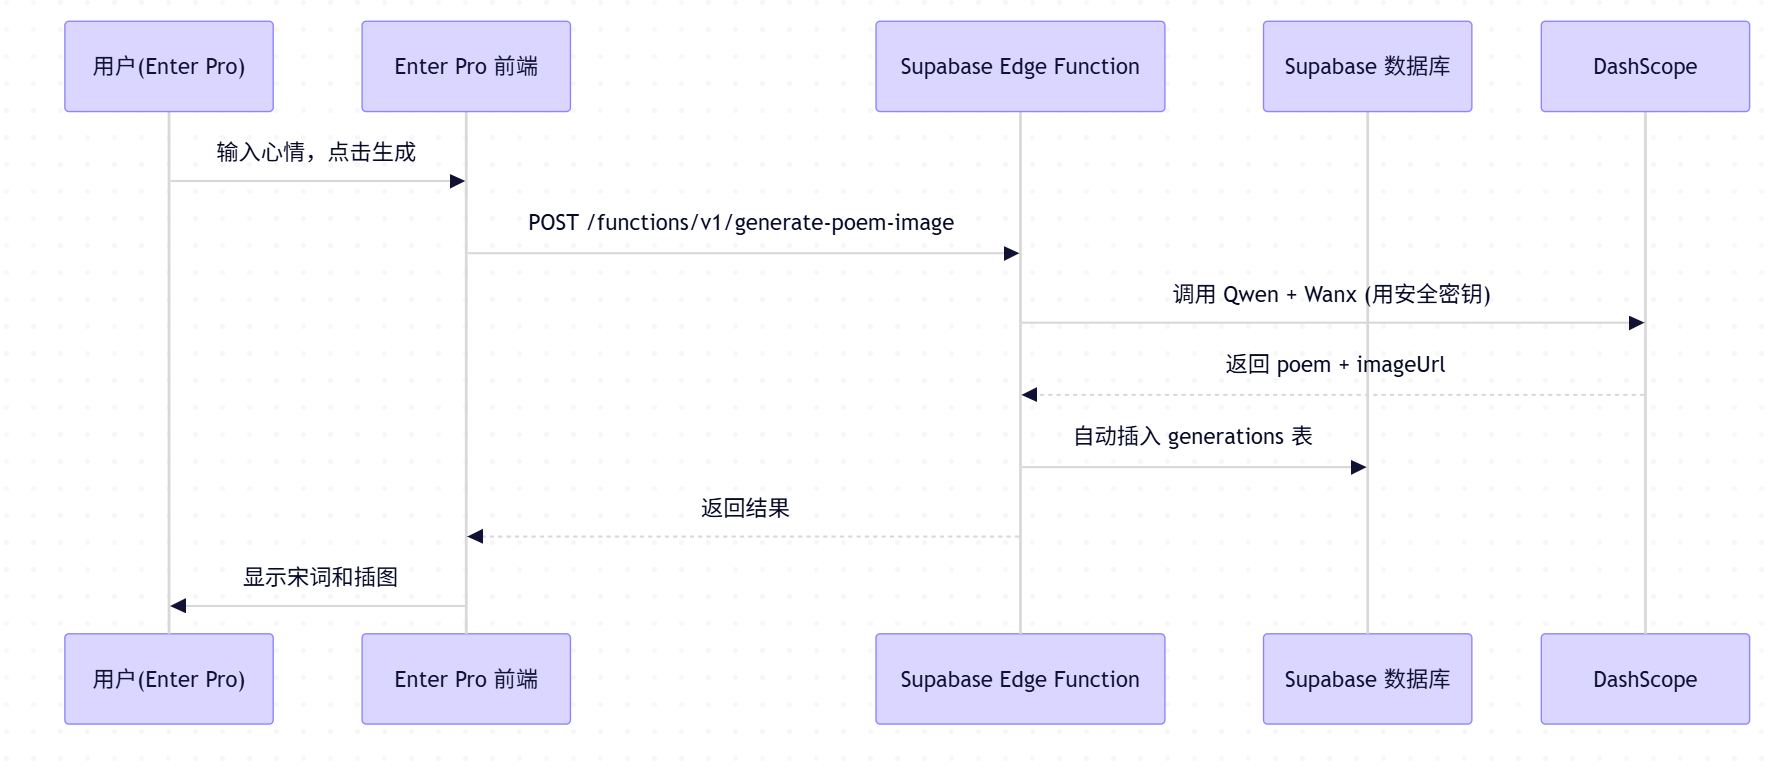 用户(Enter Pro)
Enter Pro 前端
Supabase Edge Function
Supabase 数据库
DashScope
输入心情，点击生成
POST /functions/v1/generate-poem-image
调用 Qwen + Wanx (用安全密钥)
返回 poem + imageUrl
自动插入 generations 表
返回结果
显示宋词和插图
用户(Enter Pro)
Enter Pro 前端
Supabase Edge Function
Supabase 数据库
DashScope